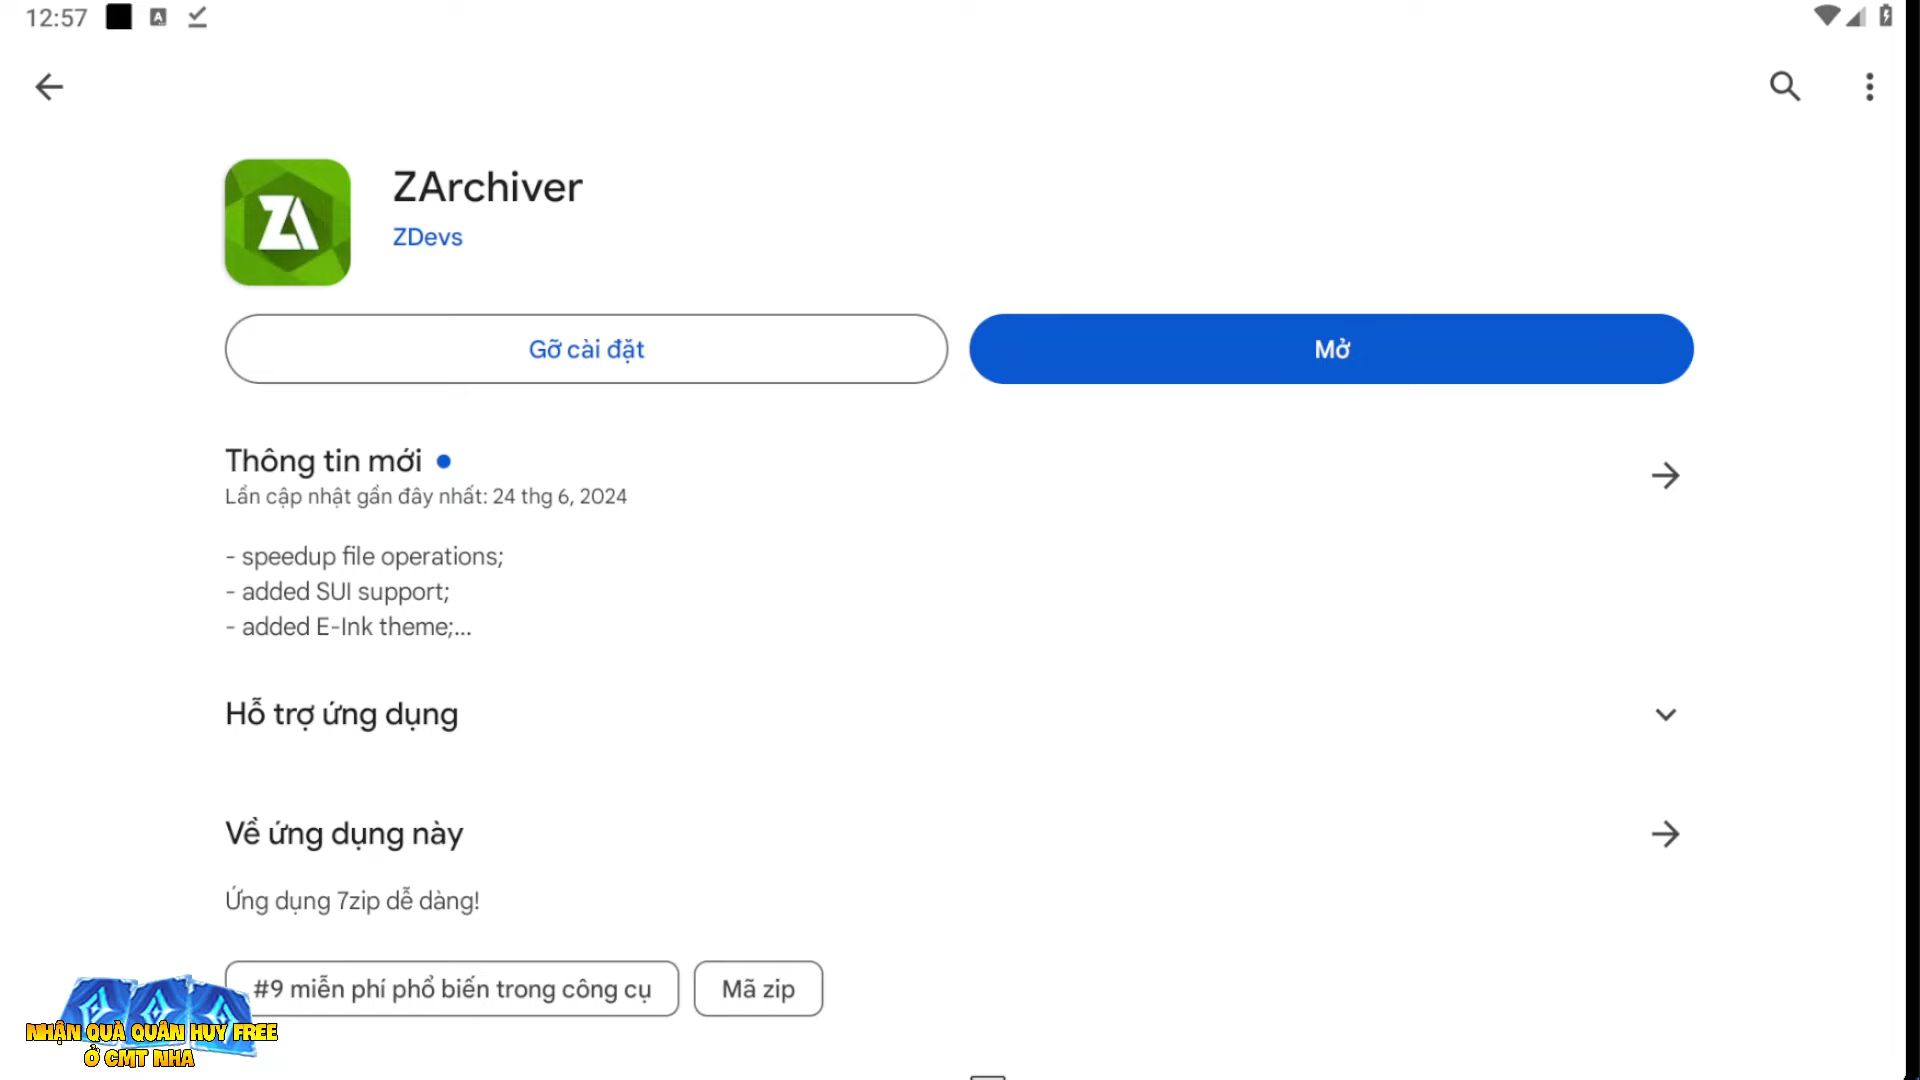 12:57
ZArchiver
ZDevs
Gỡ cài đặt
Mở
Thông tin mới
Lần cập nhật gần đây nhất: 24 thg 6, 2024
- speedup file operations;
- added SUI support;
- added E-Ink theme;...
Hỗ trợ ứng dụng
Về ứng dụng này
Ứng dụng 7zip dễ dàng!
#9 miễn phí phổ biến trong công cụ
Mã zip
NHẬN QUÀ QUÂN HUY FREE
Ở CMT NHA